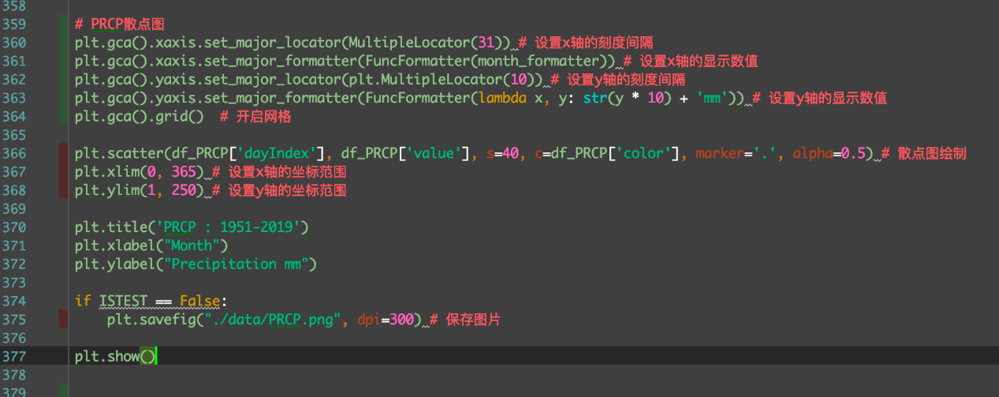 358
359 # PRCP散点图
360 plt.gca().xaxis.set_major_locator(MultipleLocator(31)) # 设置x轴的刻度间隔
361 plt.gca().xaxis.set_major_formatter(FuncFormatter(month_formatter)) # 设置x轴的显示数值
362 plt.gca().yaxis.set_major_locator(plt.MultipleLocator(10)) # 设置y轴的刻度间隔
363 plt.gca().yaxis.set_major_formatter(FuncFormatter(lambda x, y: str(y * 10) + 'mm')) # 设置y轴的显示数值
364 plt.gca().grid()  # 开启网格
365
366 plt.scatter(df_PRCP['dayIndex'], df_PRCP['value'], s=40, c=df_PRCP['color'], marker='.', alpha=0.5) # 散点图绘制
367 plt.xlim(0, 365) # 设置x轴的坐标范围
368 plt.ylim(1, 250) # 设置y轴的坐标范围
369
370 plt.title('PRCP : 1951-2019')
371 plt.xlabel("Month")
372 plt.ylabel("Precipitation mm")
373
374 if ISTEST == False:
375     plt.savefig("./data/PRCP.png", dpi=300) # 保存图片
376
377 plt.show()
378
379